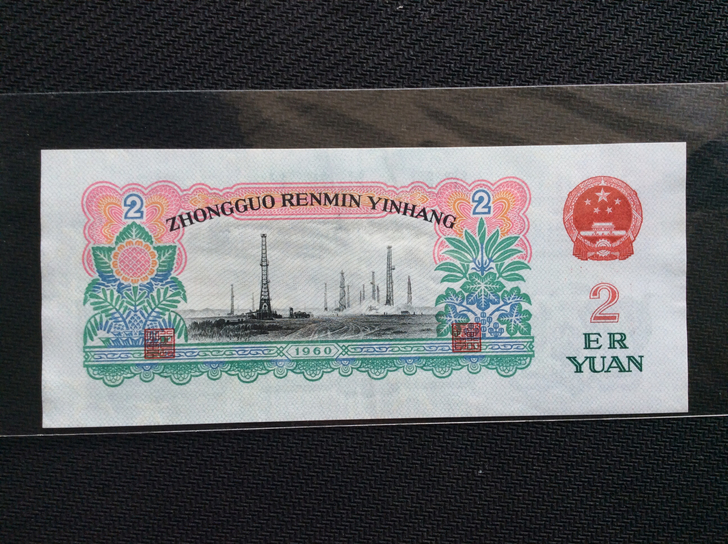 2
2
ZHONGGUO RENMIN YINHANG
2
ER
YUAN
1960